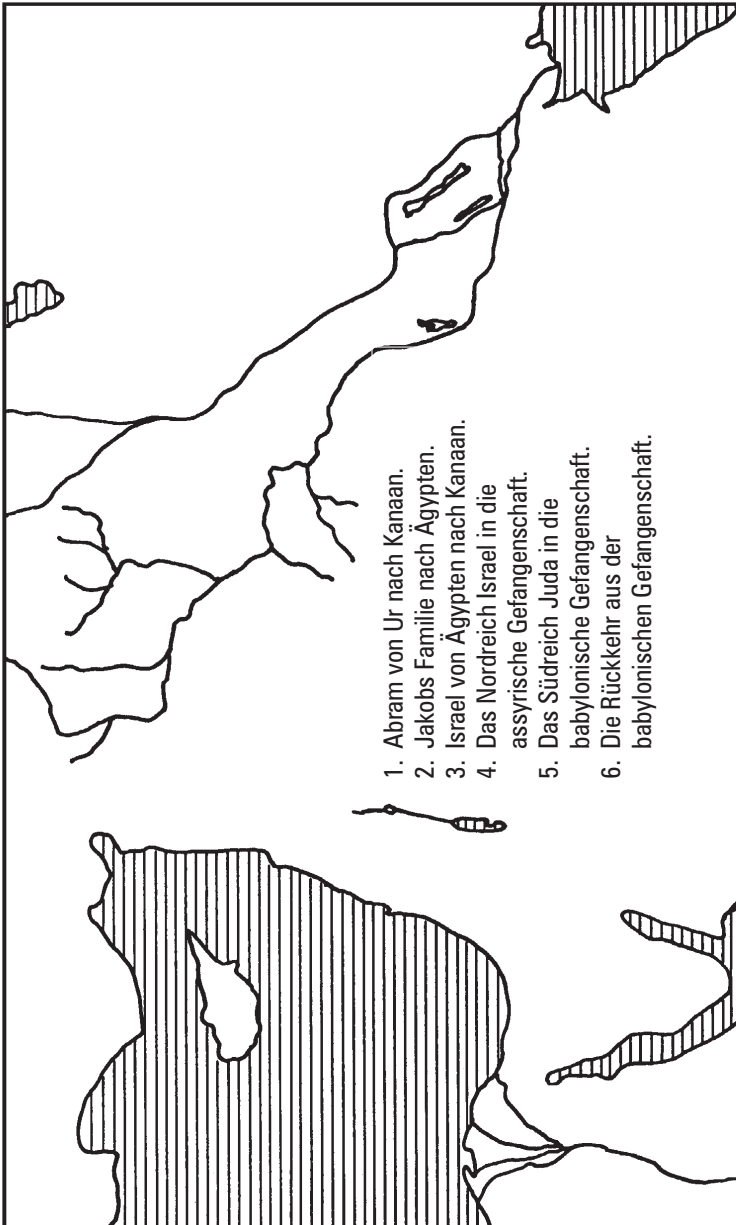 1. Abram von Ur nach Kanaan.
2. Jakobs Familie nach Ägypten.
3. Israel von Ägypten nach Kanaan.
4. Das Nordreich Israel in die
assyrische Gefangenschaft.
5. Das Südreich Juda in die
babylonische Gefangenschaft.
6. Die Rückkehr aus der
babylonischen Gefangenschaft.